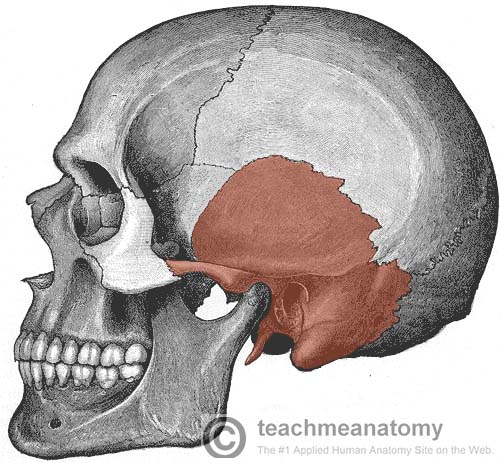 © teachmeanatomy
The #1 Applied Human Anatomy Site on the Web.